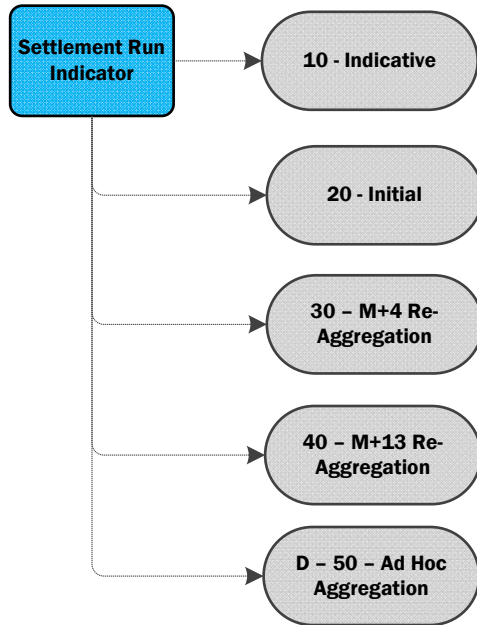 Settlement Run
Indicator
10 - Indicative
20 - Initial
30 – M+4 Re-
Aggregation
40 – M+13 Re-
Aggregation
D – 50 – Ad Hoc
Aggregation